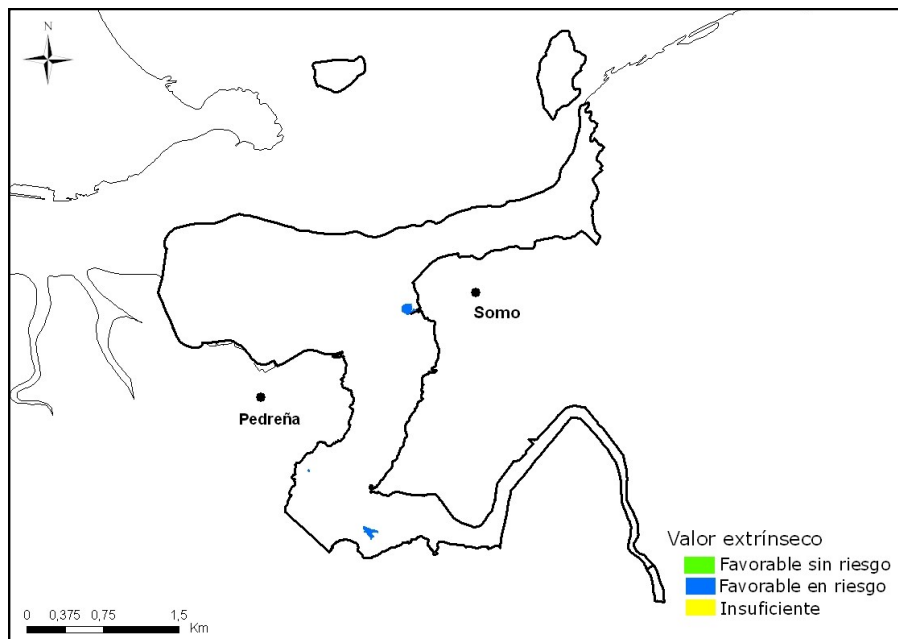 N
Somo
Pedreña
Valor extrínseco
Favorable sin riesgo
Favorable en riesgo
Insuficiente
0 0,375 0,75 1,5
Km